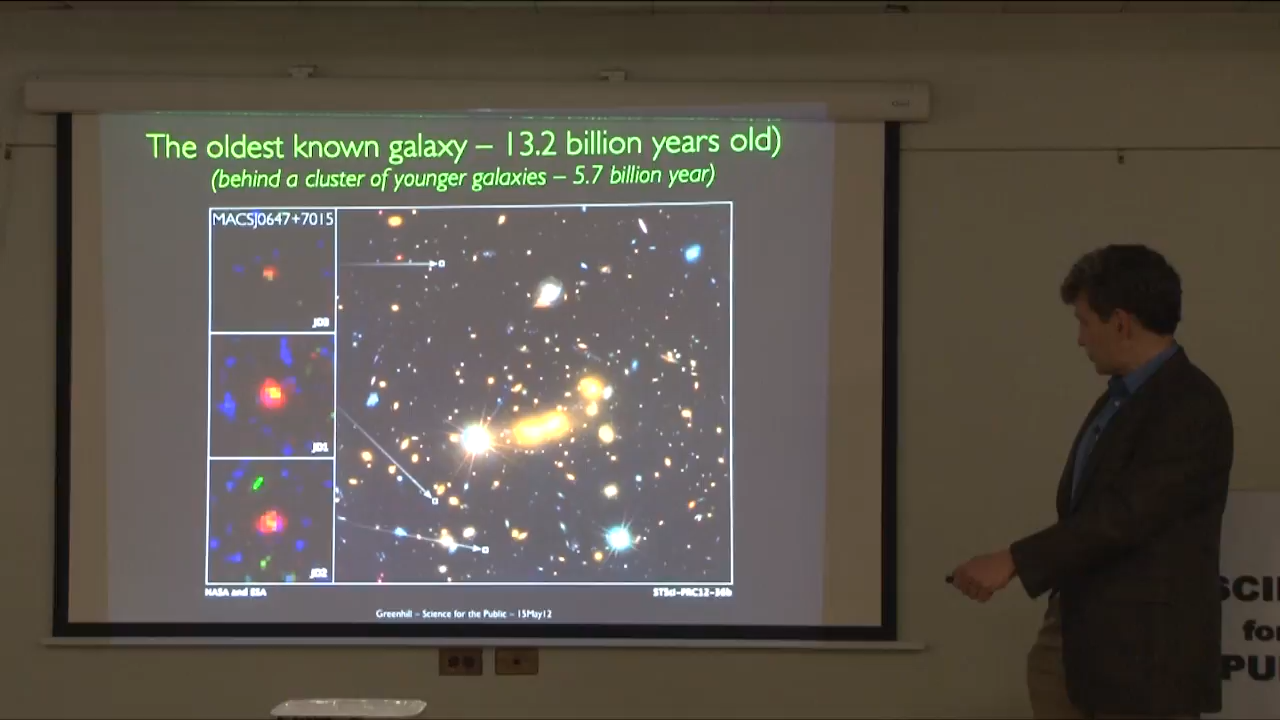 The oldest known galaxy – 13.2 billion years old)
(behind a cluster of younger galaxies – 5.7 billion year)
MACSJ0647+7015
JD3
JD1
JD2
NASA and ESA
STScI-PRC12-36b
Greenhill – Science for the Public – 15May12
SCI
for
PU